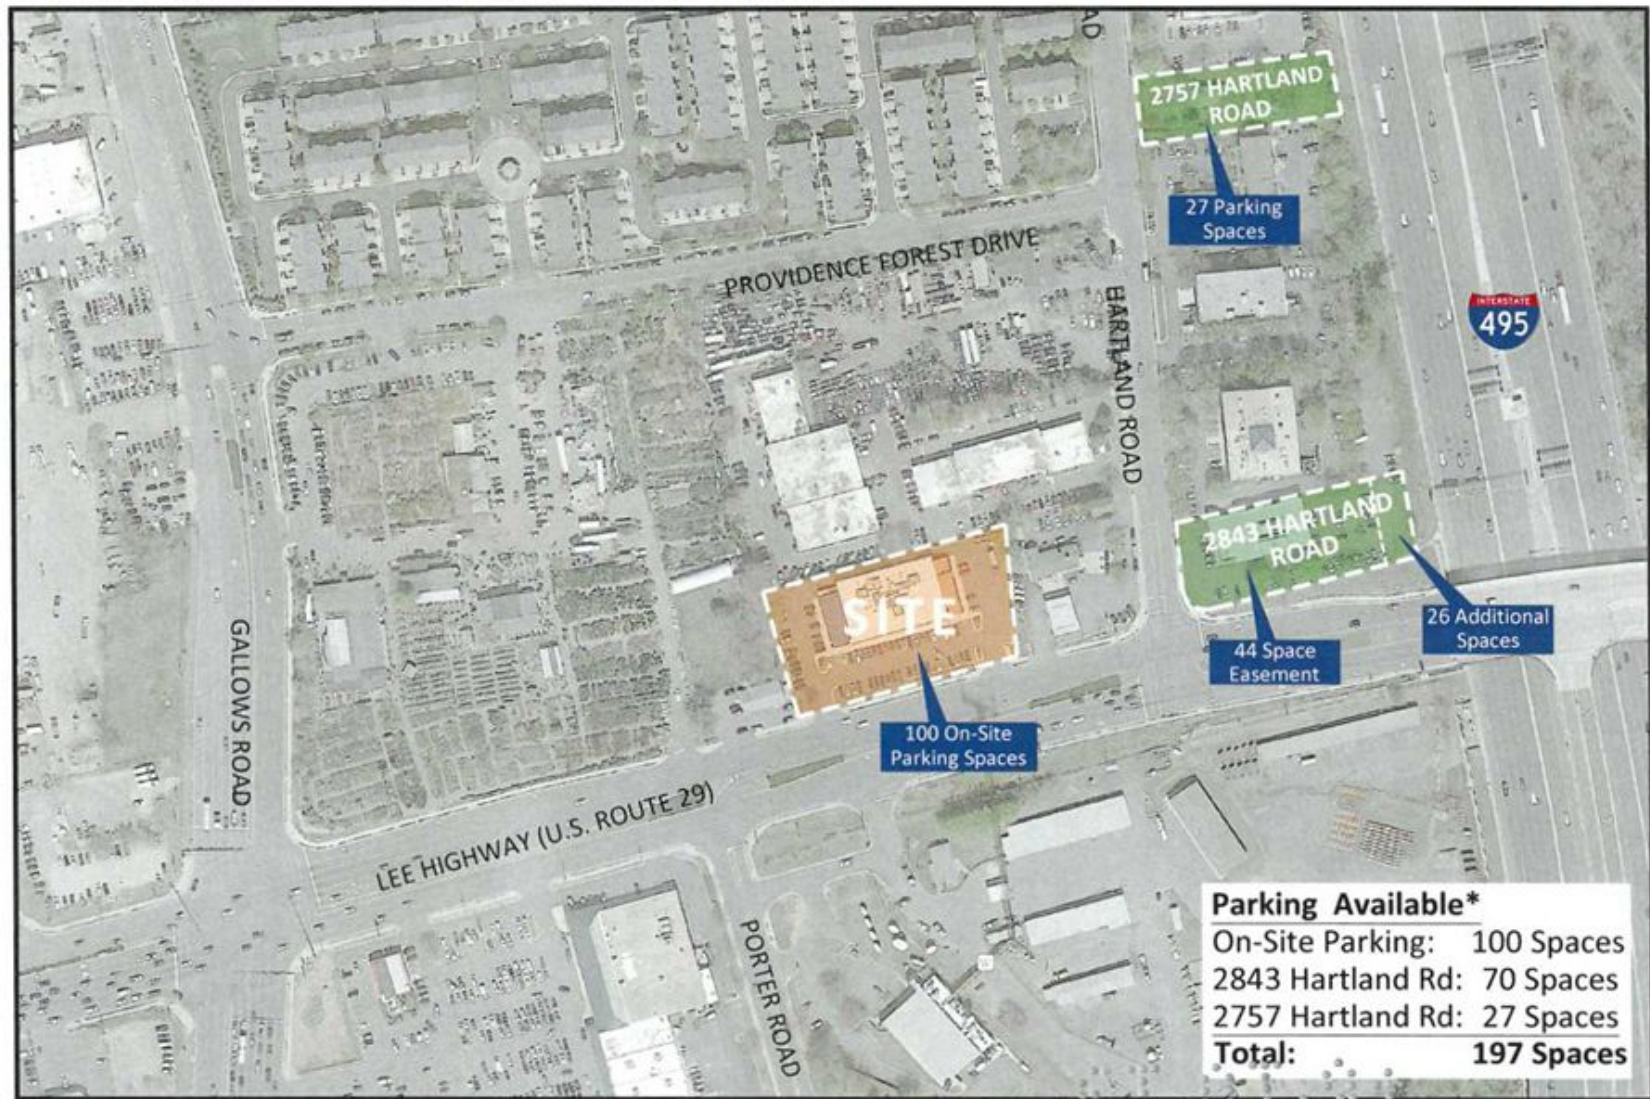 AD
2757 HARTLAND
ROAD
27 Parking
Spaces
PROVIDENCE FOREST DRIVE
HARTLAND ROAD
INTERSTATE
495
2843 HARTLAND
ROAD
SITE
26 Additional
Spaces
44 Space
Easement
100 On-Site
Parking Spaces
GALLOWS ROAD
LEE HIGHWAY (U.S. ROUTE 29)
PORTER ROAD
Parking Available*
On-Site Parking: 100 Spaces
2843 Hartland Rd: 70 Spaces
2757 Hartland Rd: 27 Spaces
Total: 197 Spaces